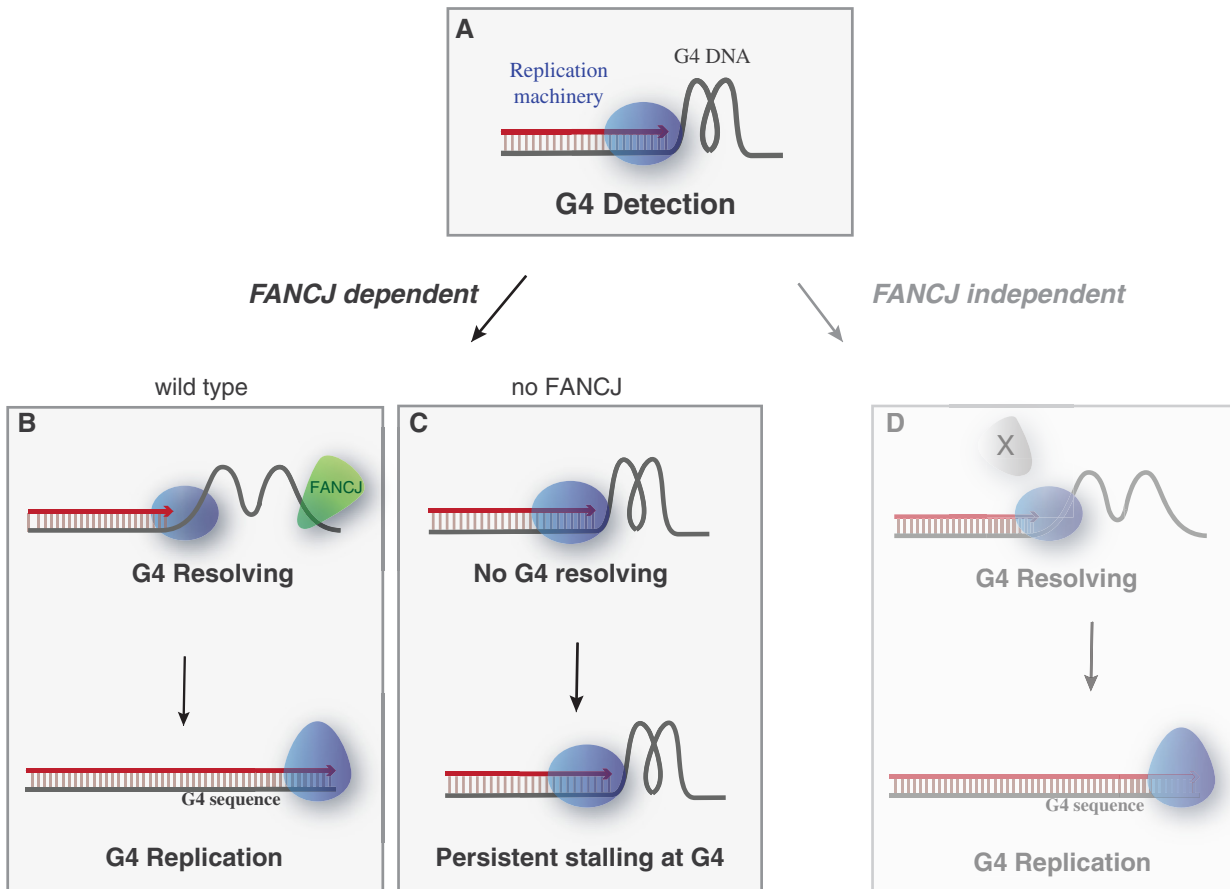 A
G4 DNA
Replication
machinery
G4 Detection
FANCJ dependent
FANCJ independent
wild type
no FANCJ
B
FANCJ
G4 Resolving
G4 sequence
G4 Replication
C
No G4 resolving
Persistent stalling at G4
D
X
G4 Resolving
G4 sequence
G4 Replication